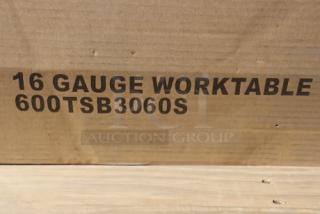 16 GAUGE WORKTABLE
600TSB3060S
AUCTION GROUP